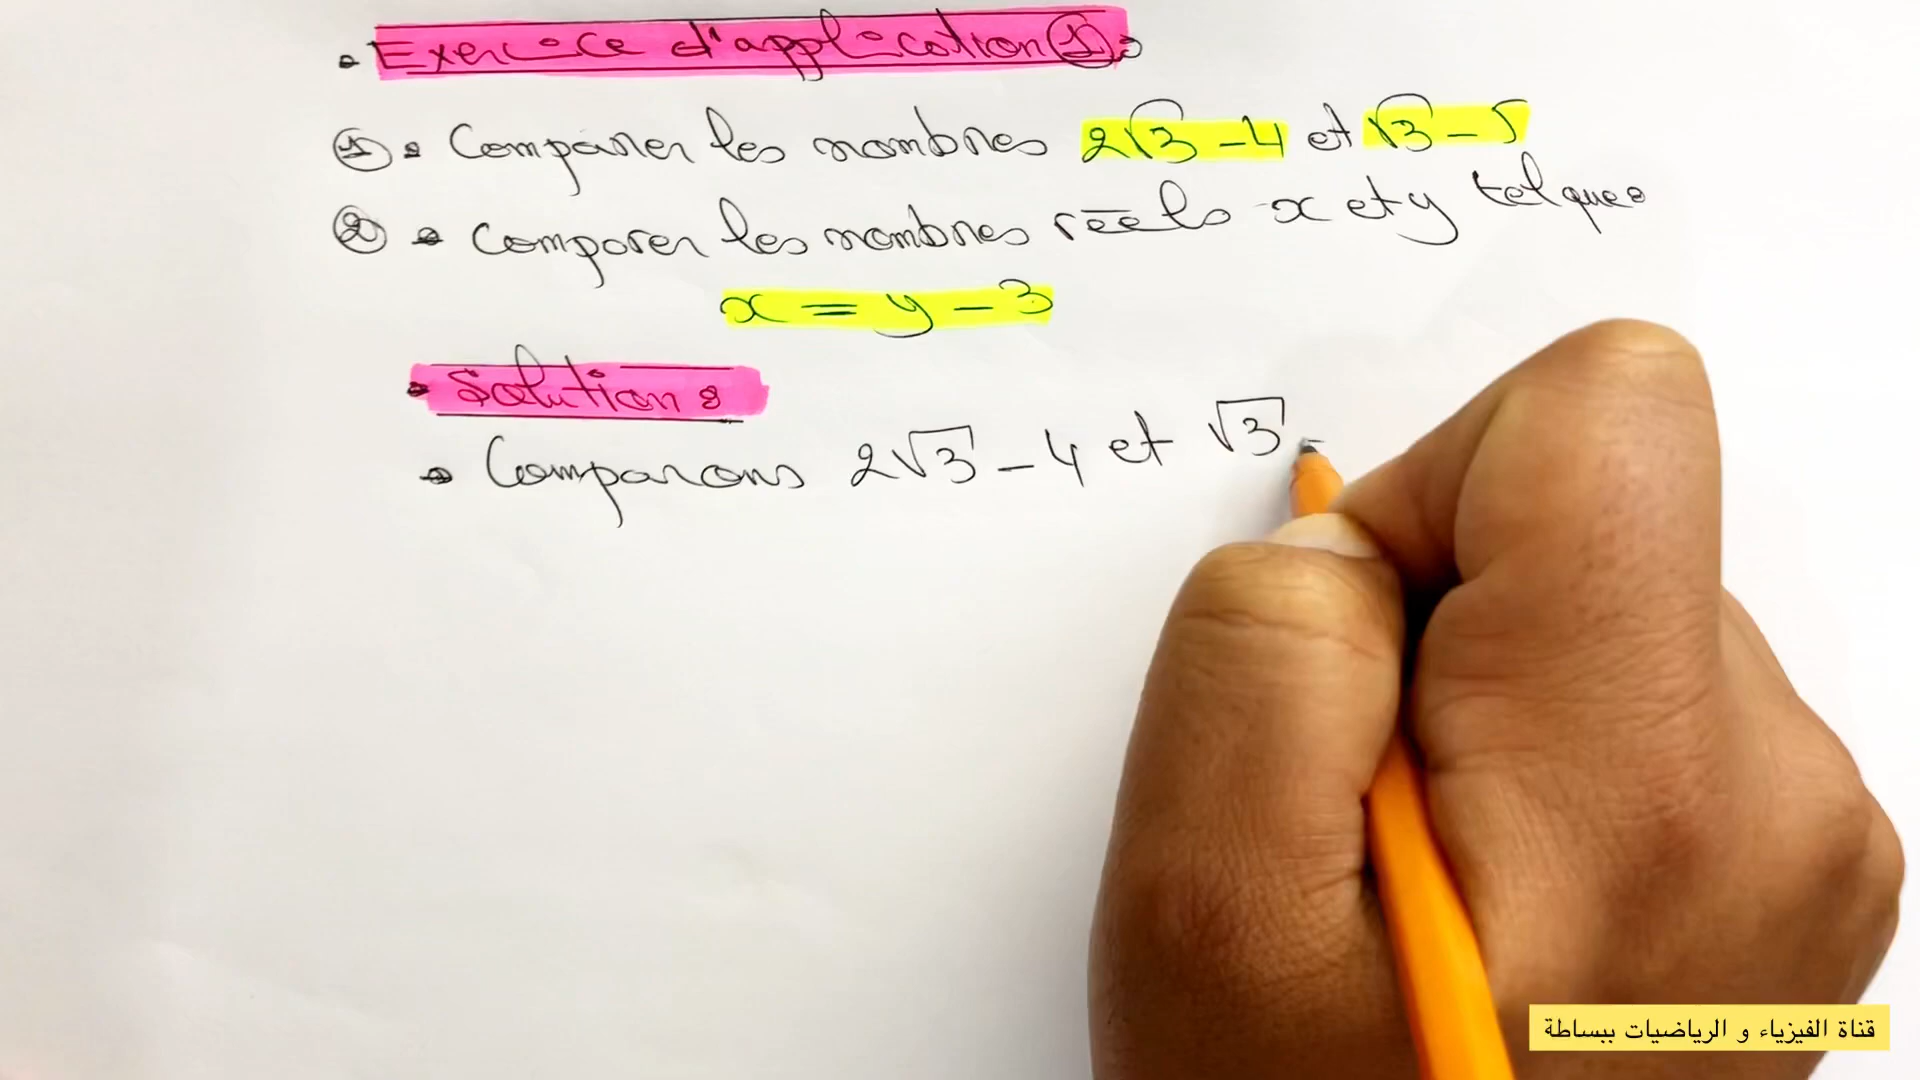 • Exercice d'application ① :
① • Comparer les nombres 2√3 - 4 et √3 - 5
② • comparer les nombres réels x et y tel que :
x = y - 3
• Solution :
• Comparons 2√3 - 4 et √3 -
قناة الفيزياء و الرياضيات ببساطة